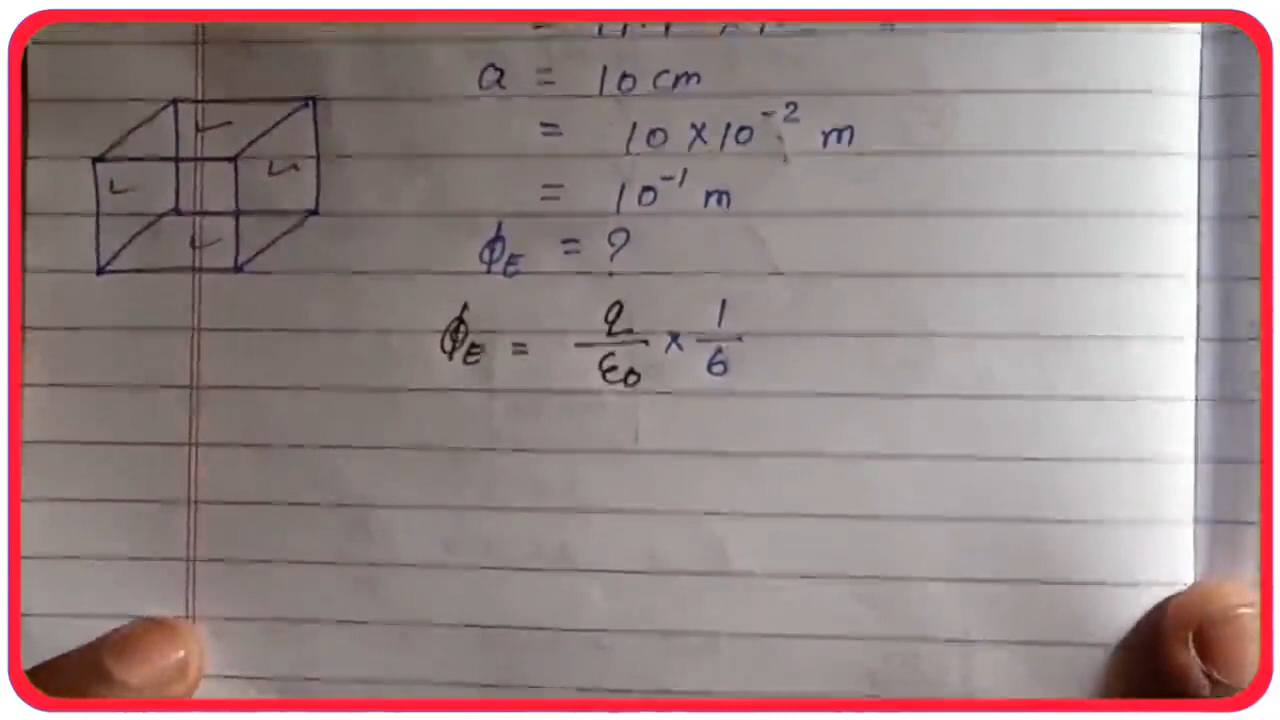 a = 10 cm
= 10 × 10⁻² m
= 10⁻¹ m
ϕE = ?
ϕE = q/ε0 × 1/6